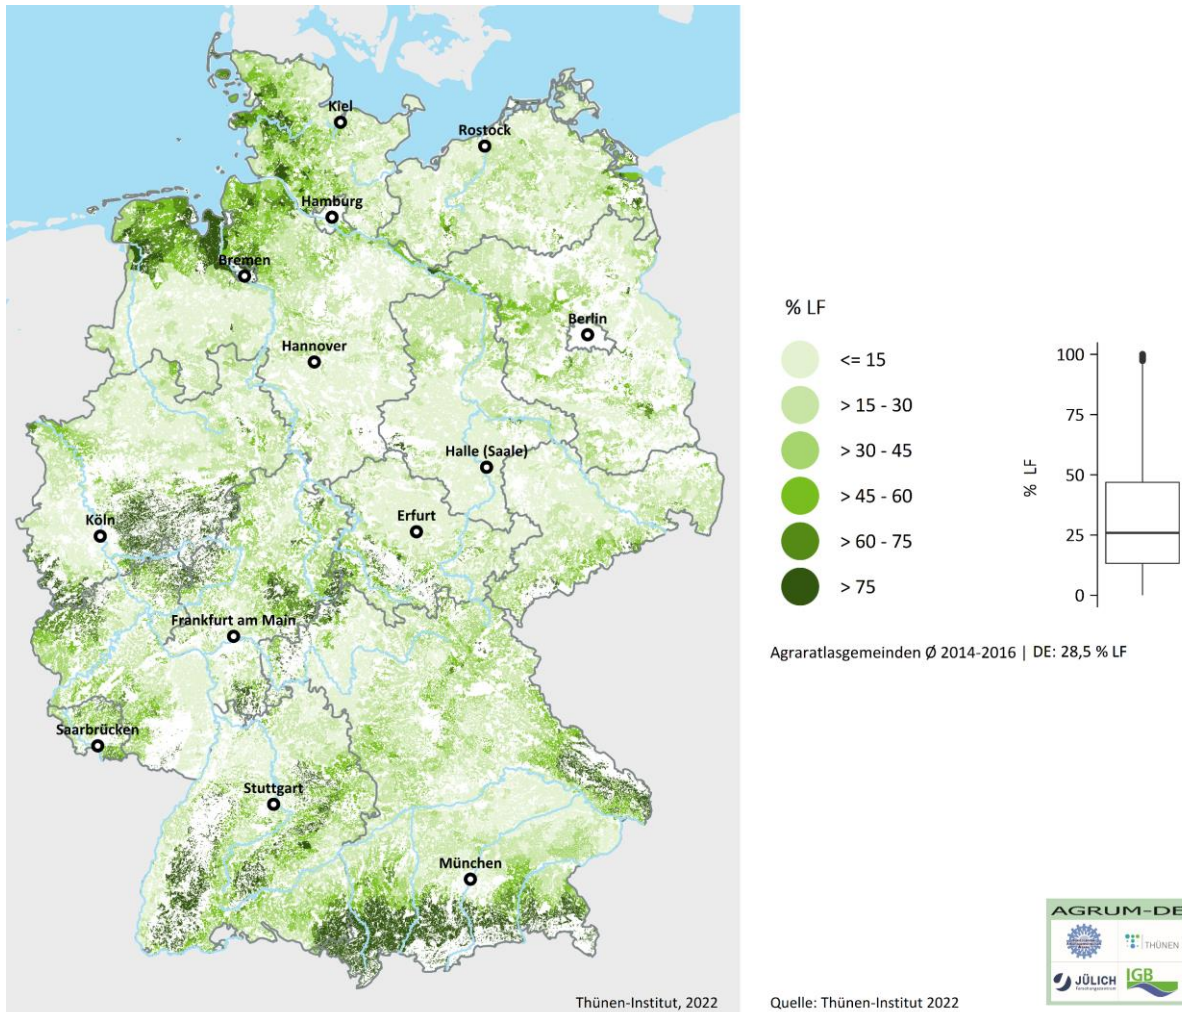 Kiel
Rostock
Hamburg
Bremen
Berlin
Hannover
Halle (Saale)
Köln
Erfurt
Frankfurt am Main
Saarbrücken
Stuttgart
München
Thünen-Institut, 2022
% LF
<= 15
> 15 - 30
> 30 - 45
> 45 - 60
> 60 - 75
> 75
% LF
100
75
50
25
0
Agraratlasgemeinden Ø 2014-2016 | DE: 28,5 % LF
Quelle: Thünen-Institut 2022
AGRUM-DE
THÜNEN
JÜLICH
Forschungszentrum
IGB